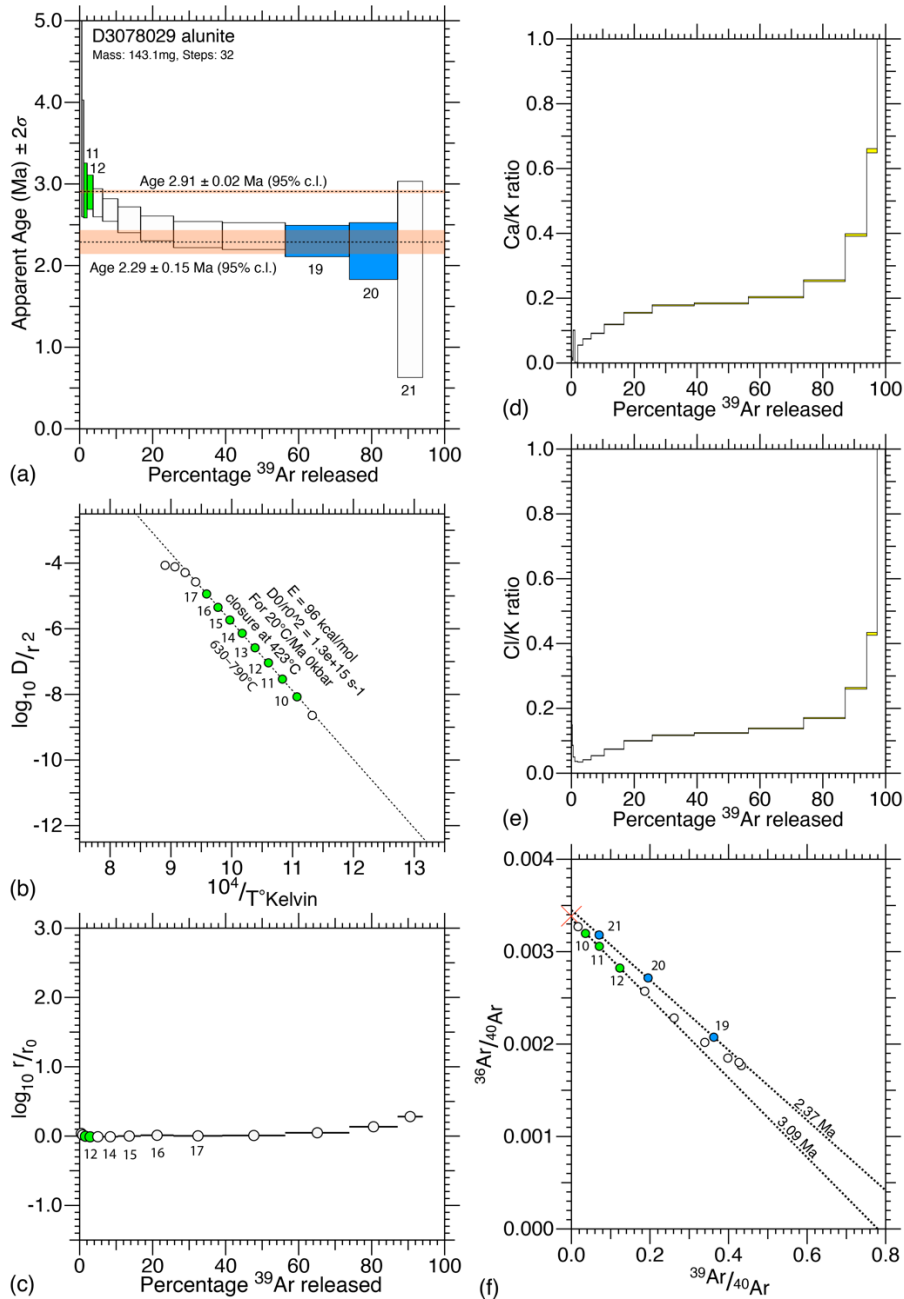 D3078029 alunite
Mass: 143.1mg, Steps: 32
5.0
4.0
3.0
2.0
1.0
0.0
Apparent Age (Ma) ± 2σ
11
12
Age 2.91 ± 0.02 Ma (95% c.l.)
Age 2.29 ± 0.15 Ma (95% c.l.)
19
20
21
0 20 40 60 80 100
(a) Percentage 39Ar released
-4
-6
-8
-10
-12
log10 D/r2
17
16
15
14
13
12
11
10
E = 96 kcal/mol
D0/r0^2 = 1.3e+15 s-1
For 20°C/Ma 0kbar
closure at 423°C
630–790°C
8 9 10 11 12 13
(b) 10^4/T°Kelvin
3.0
2.0
1.0
0.0
-1.0
log10 r/r0
12 14 15 16 17
0 20 40 60 80 100
(c) Percentage 39Ar released
1.0
0.8
0.6
0.4
0.2
0.0
Ca/K ratio
0 20 40 60 80 100
(d) Percentage 39Ar released
1.0
0.8
0.6
0.4
0.2
0.0
Cl/K ratio
0 20 40 60 80 100
(e) Percentage 39Ar released
0.004
0.003
0.002
0.001
0.000
36Ar/40Ar
21
10
11
20
12
19
2.37 Ma
3.09 Ma
0.0 0.2 0.4 0.6 0.8
(f) 39Ar/40Ar